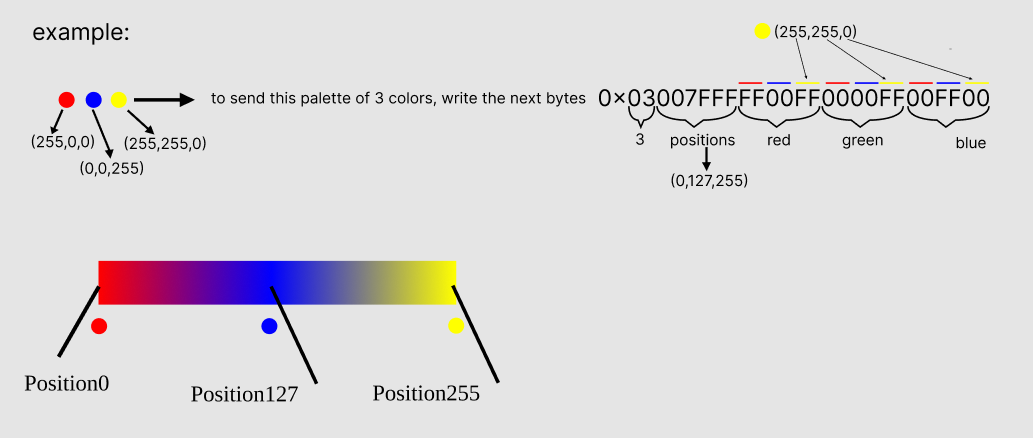 example:
(255,255,0)
to send this palette of 3 colors, write the next bytes
0×03007FFFFF00FF0000FF00FF00
(255,0,0)
(255,255,0)
(0,0,255)
3
positions
red
green
blue
(0,127,255)
Position0
Position127
Position255